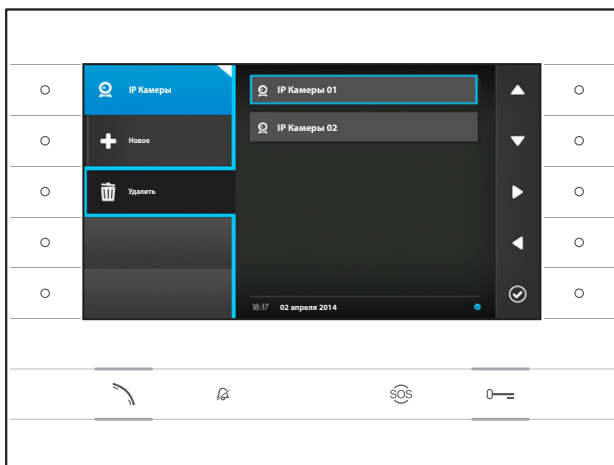 IP Камеры
Новое
Удалить
IP Камеры 01
IP Камеры 02
18:17 02 апреля 2014
SOS